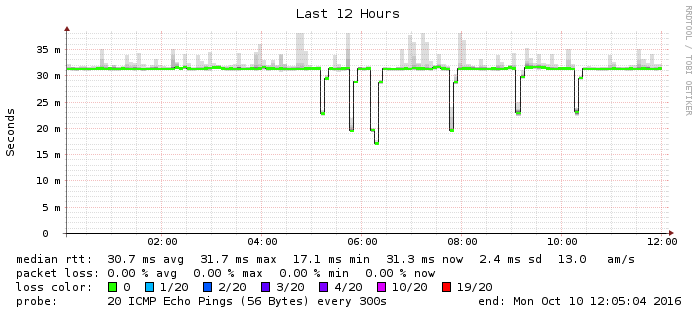 Last 12 Hours
RRDTOOL / TOBI OETIKER
Seconds
35 m
30 m
25 m
20 m
15 m
10 m
5 m
0
02:00 04:00 06:00 08:00 10:00 12:00
median rtt: 30.7 ms avg 31.7 ms max 17.1 ms min 31.3 ms now 2.4 ms sd 13.0 am/s
packet loss: 0.00 % avg 0.00 % max 0.00 % min 0.00 % now
loss color: 0 1/20 2/20 3/20 4/20 10/20 19/20
probe: 20 ICMP Echo Pings (56 Bytes) every 300s end: Mon Oct 10 12:05:04 2016